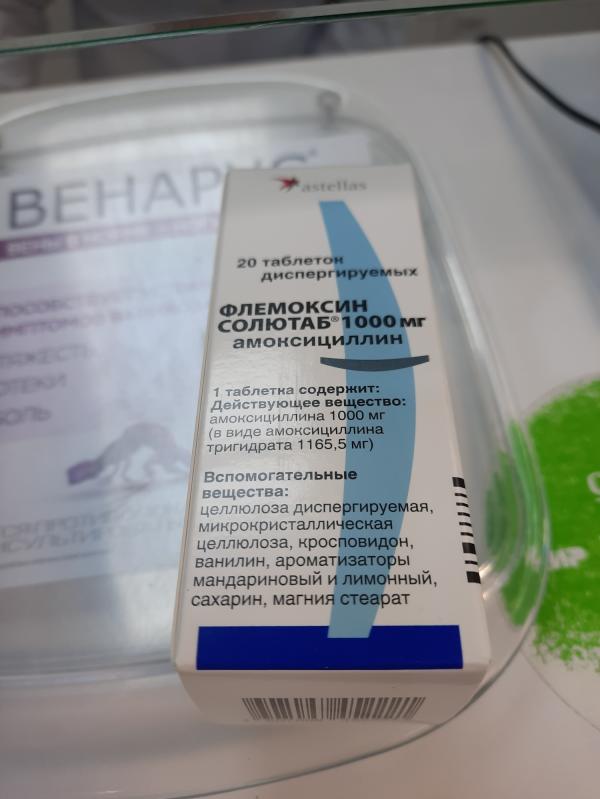 ВЕНАРУС®
astellas
20 таблеток
диспергируемых
ФЛЕМОКСИН
СОЛЮТАБ® 1000 мг
амоксициллин
1 таблетка содержит:
Действующее вещество:
амоксициллина 1000 мг
(в виде амоксициллина
тригидрата 1165,5 мг)
Вспомогательные
вещества:
целлюлоза диспергируемая,
микрокристаллическая
целлюлоза, кросповидон,
ванилин, ароматизаторы
мандариновый и лимонный,
сахарин, магния стеарат